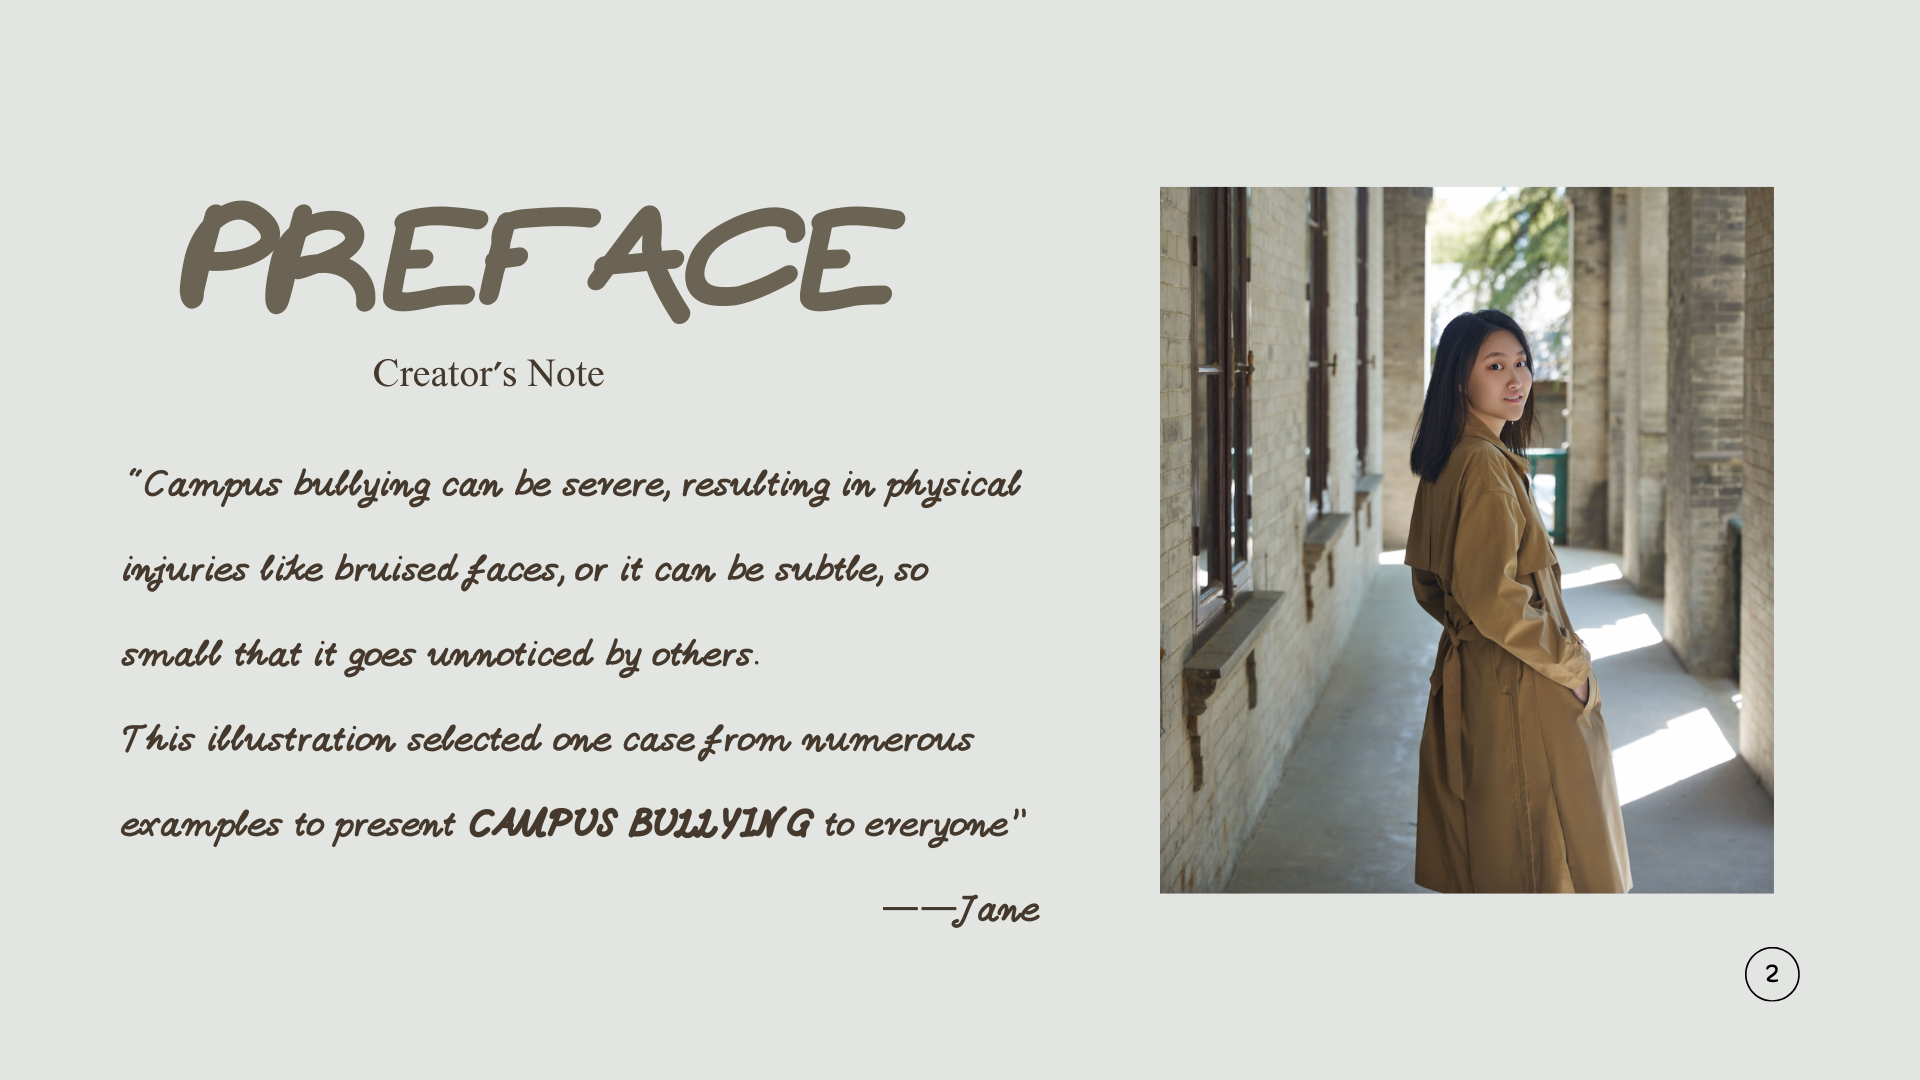 PREFACE
Creator's Note
"Campus bullying can be severe, resulting in physical
injuries like bruised faces, or it can be subtle, so
small that it goes unnoticed by others.
This illustration selected one case from numerous
examples to present CAMPUS BULLYING to everyone"
——Jane
2